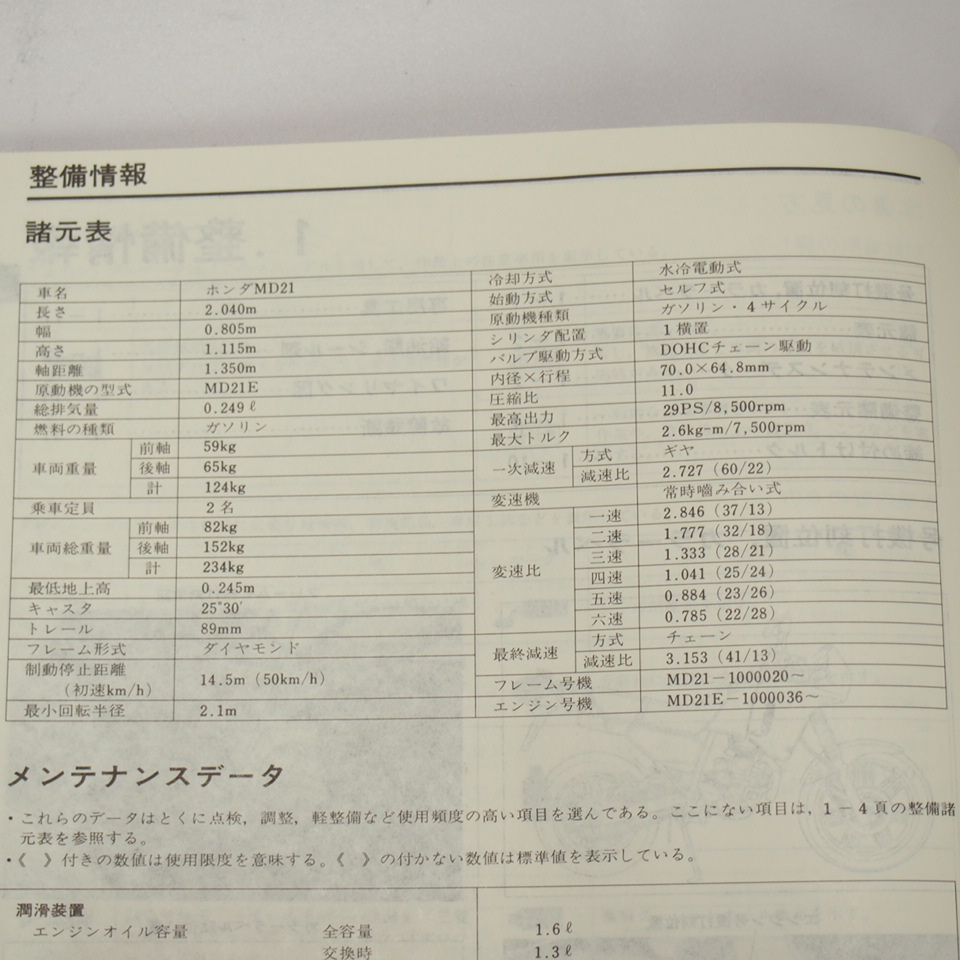 整備情報
諸元表
車名 ホンダMD21
長さ 2.040m
幅 0.805m
高さ 1.115m
軸距離 1.350m
原動機の型式 MD21E
総排気量 0.249ℓ
燃料の種類 ガソリン
車両重量 前軸 59kg
後軸 65kg
計 124kg
乗車定員 2名
車両総重量 前軸 82kg
後軸 152kg
計 234kg
最低地上高 0.245m
キャスタ 25°30′
トレール 89mm
フレーム形式 ダイヤモンド
制動停止距離
(初速km/h) 14.5m (50km/h)
最小回転半径 2.1m
冷却方式 水冷電動式
始動方式 セルフ式
原動機種類 ガソリン・4サイクル
シリンダ配置 1横置
バルブ駆動方式 DOHCチェーン駆動
内径×行程 70.0×64.8mm
圧縮比 11.0
最高出力 29PS/8,500rpm
最大トルク 2.6kg-m/7,500rpm
一次減速 方式 ギヤ
減速比 2.727 (60/22)
変速機 常時嚙み合い式
変速比 一速 2.846 (37/13)
二速 1.777 (32/18)
三速 1.333 (28/21)
四速 1.041 (25/24)
五速 0.884 (23/26)
六速 0.785 (22/28)
最終減速 方式 チェーン
減速比 3.153 (41/13)
フレーム号機 MD21－1000020～
エンジン号機 MD21E－1000036～
メンテナンスデータ
・これらのデータはとくに点検，調整，軽整備など使用頻度の高い項目を選んである。ここにない項目は，1－4頁の整備諸
元表を参照する。
・《　》付きの数値は使用限度を意味する。《　》の付かない数値は標準値を表示している。
潤滑装置
エンジンオイル容量 全容量 1.6ℓ
交換時 1.3ℓ